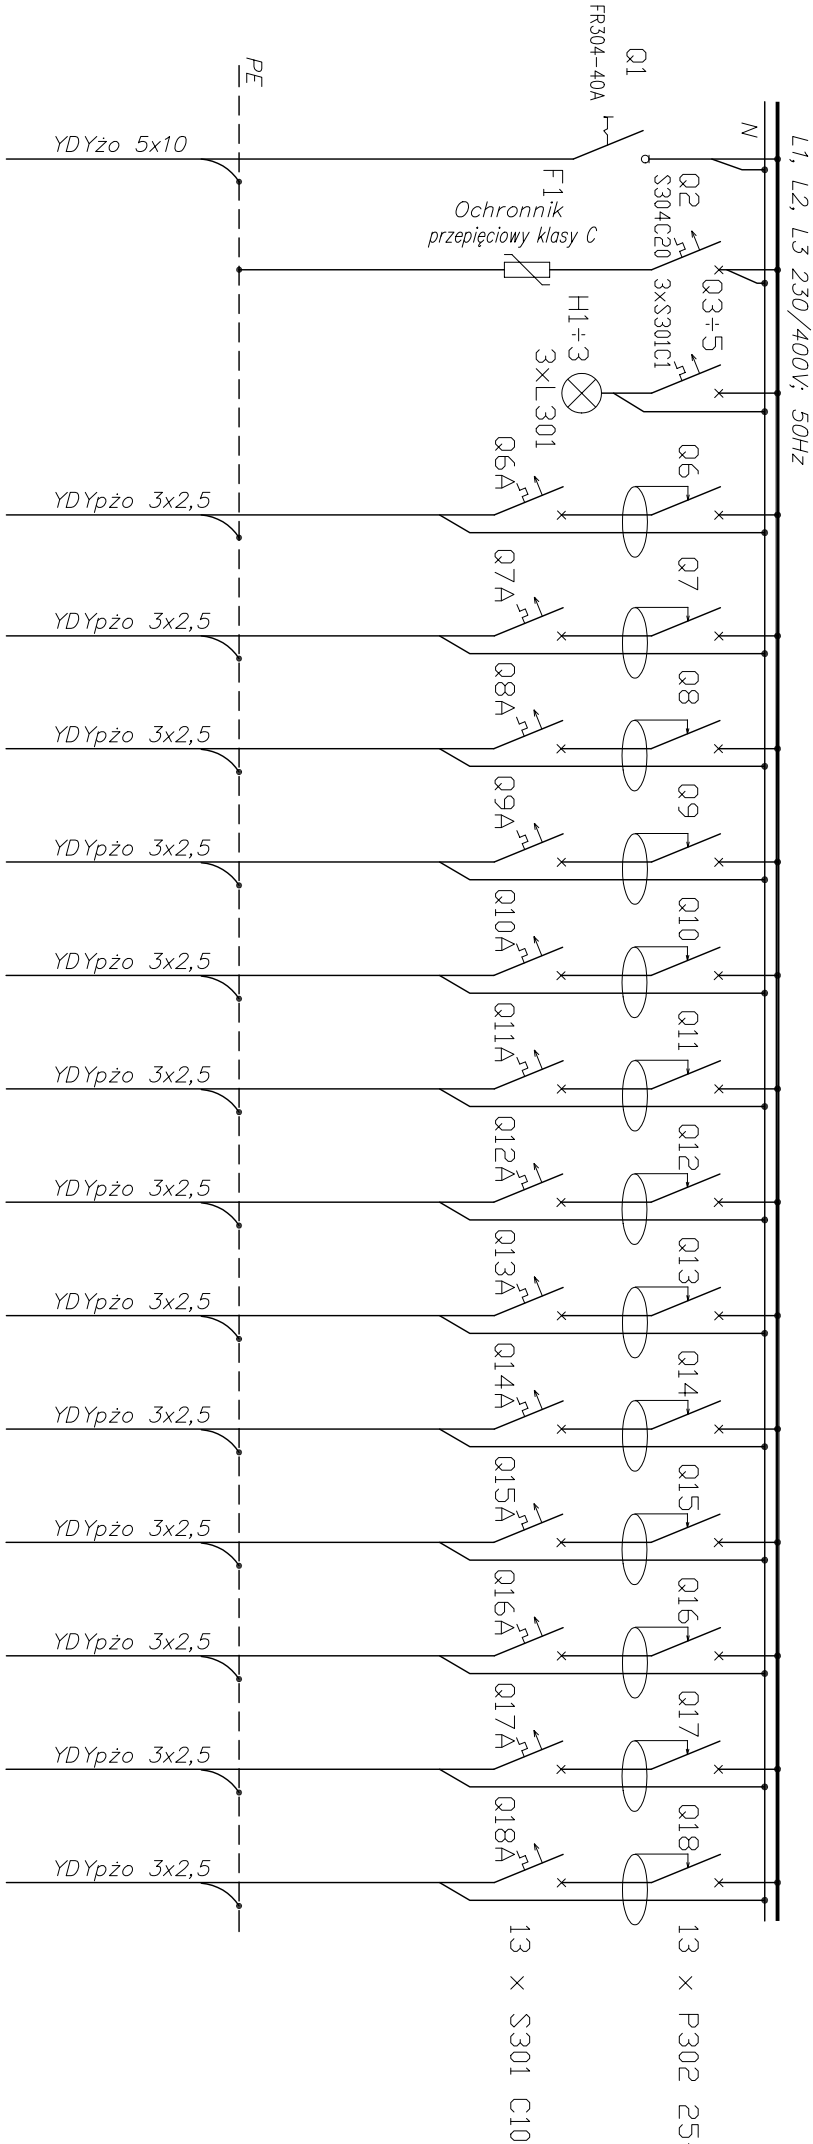 L1, L2, L3 230/400V; 50Hz
N
PE
Q1
FR304-40A
YDYżo 5x10
Q2
S304C20
F1
Ochronnik
przepięciowy klasy C
Q3÷5
3xS301C1
H1÷3
3xL301
Q6
Q6A
YDYpżo 3x2,5
Q7
Q7A
YDYpżo 3x2,5
Q8
Q8A
YDYpżo 3x2,5
Q9
Q9A
YDYpżo 3x2,5
Q10
Q10A
YDYpżo 3x2,5
Q11
Q11A
YDYpżo 3x2,5
Q12
Q12A
YDYpżo 3x2,5
Q13
Q13A
YDYpżo 3x2,5
Q14
Q14A
YDYpżo 3x2,5
Q15
Q15A
YDYpżo 3x2,5
Q16
Q16A
YDYpżo 3x2,5
Q17
Q17A
YDYpżo 3x2,5
Q18
Q18A
YDYpżo 3x2,5
13 x P302 25
13 x S301 C10